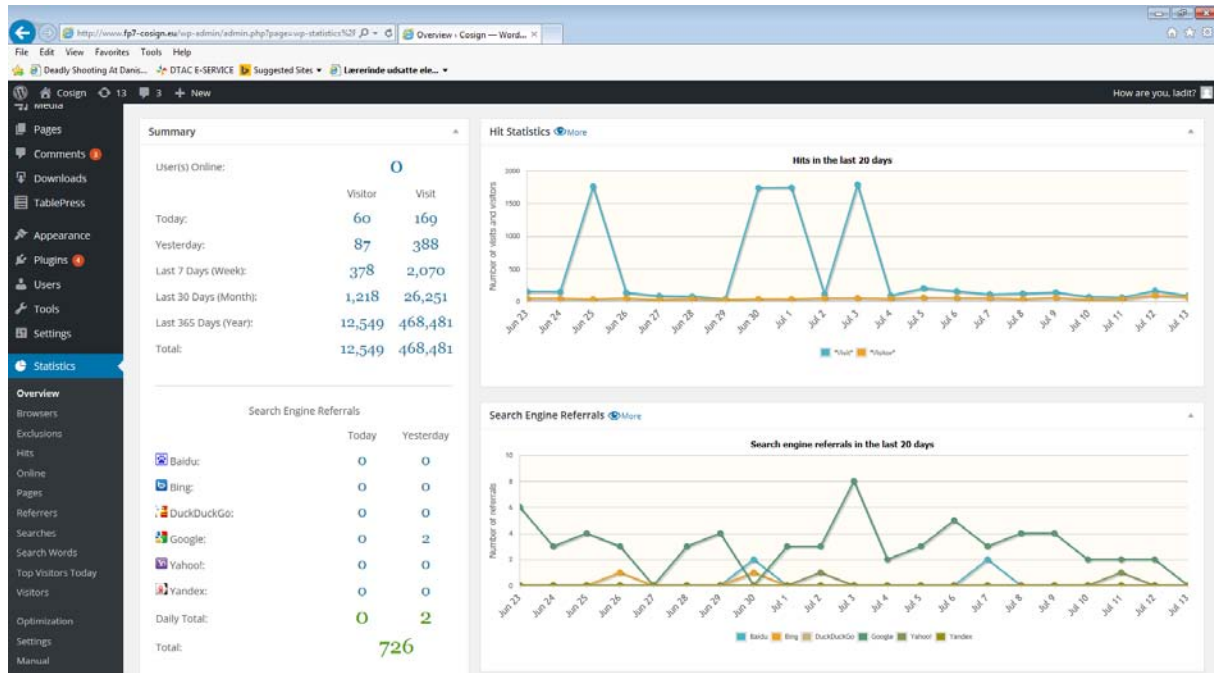 http://www.fp7-cosign.eu/wp-admin/admin.php?page=wp-statistics%2F
Overview ‹ Cosign — Word...
File Edit View Favorites Tools Help
Deadly Shooting At Danis... DTAC E-SERVICE Suggested Sites Lærerinde udsatte ele...
Cosign 13 3 + New How are you, ladit?
Media
Pages
Comments 3
Downloads
TablePress
Appearance
Plugins 4
Users
Tools
Settings
Statistics
Overview
Browsers
Exclusions
Hits
Online
Pages
Referrers
Searches
Search Words
Top Visitors Today
Visitors
Optimization
Settings
Manual
Summary
User(s) Online: 0
Visitor Visit
Today: 60 169
Yesterday: 87 388
Last 7 Days (Week): 378 2,070
Last 30 Days (Month): 1,218 26,251
Last 365 Days (Year): 12,549 468,481
Total: 12,549 468,481
Search Engine Referrals
Today Yesterday
Baidu: 0 0
Bing: 0 0
DuckDuckGo: 0 0
Google: 0 2
Yahoo!: 0 0
Yandex: 0 0
Daily Total: 0 2
Total: 726
Hit Statistics More
Hits in the last 20 days
Number of visits and visitors
2000
1500
1000
500
0
Jun 23 Jun 24 Jun 25 Jun 26 Jun 27 Jun 28 Jun 29 Jun 30 Jul 1 Jul 2 Jul 3 Jul 4 Jul 5 Jul 6 Jul 7 Jul 8 Jul 9 Jul 10 Jul 11 Jul 12 Jul 13
"Visit" "Visitor"
Search Engine Referrals More
Search engine referrals in the last 20 days
Number of referrals
10
8
6
4
2
0
Jun 23 Jun 24 Jun 25 Jun 26 Jun 27 Jun 28 Jun 29 Jun 30 Jul 1 Jul 2 Jul 3 Jul 4 Jul 5 Jul 6 Jul 7 Jul 8 Jul 9 Jul 10 Jul 11 Jul 12 Jul 13
Baidu Bing DuckDuckGo Google Yahoo! Yandex